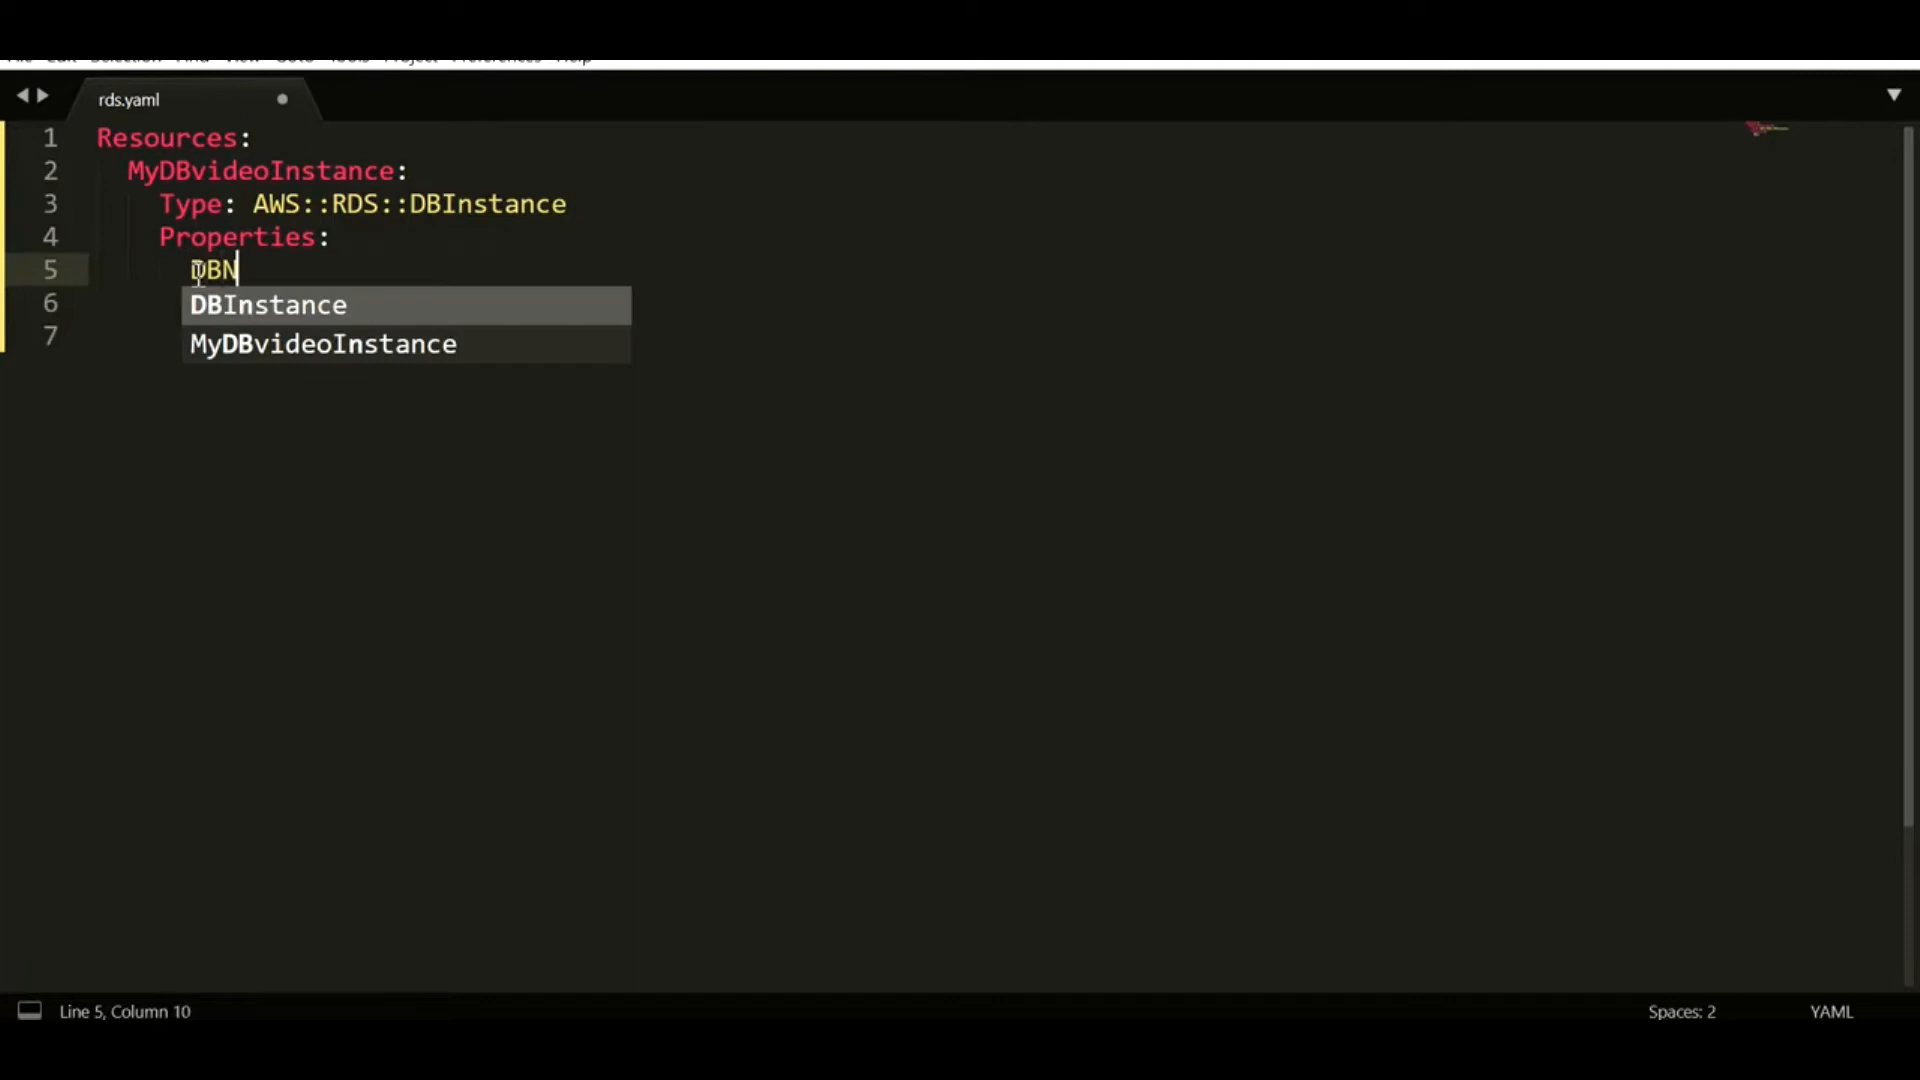 rds.yaml
1 Resources:
2 MyDBvideoInstance:
3 Type: AWS::RDS::DBInstance
4 Properties:
5 DBN
6 DBInstance
7 MyDBvideoInstance
Line 5, Column 10
Spaces: 2
YAML